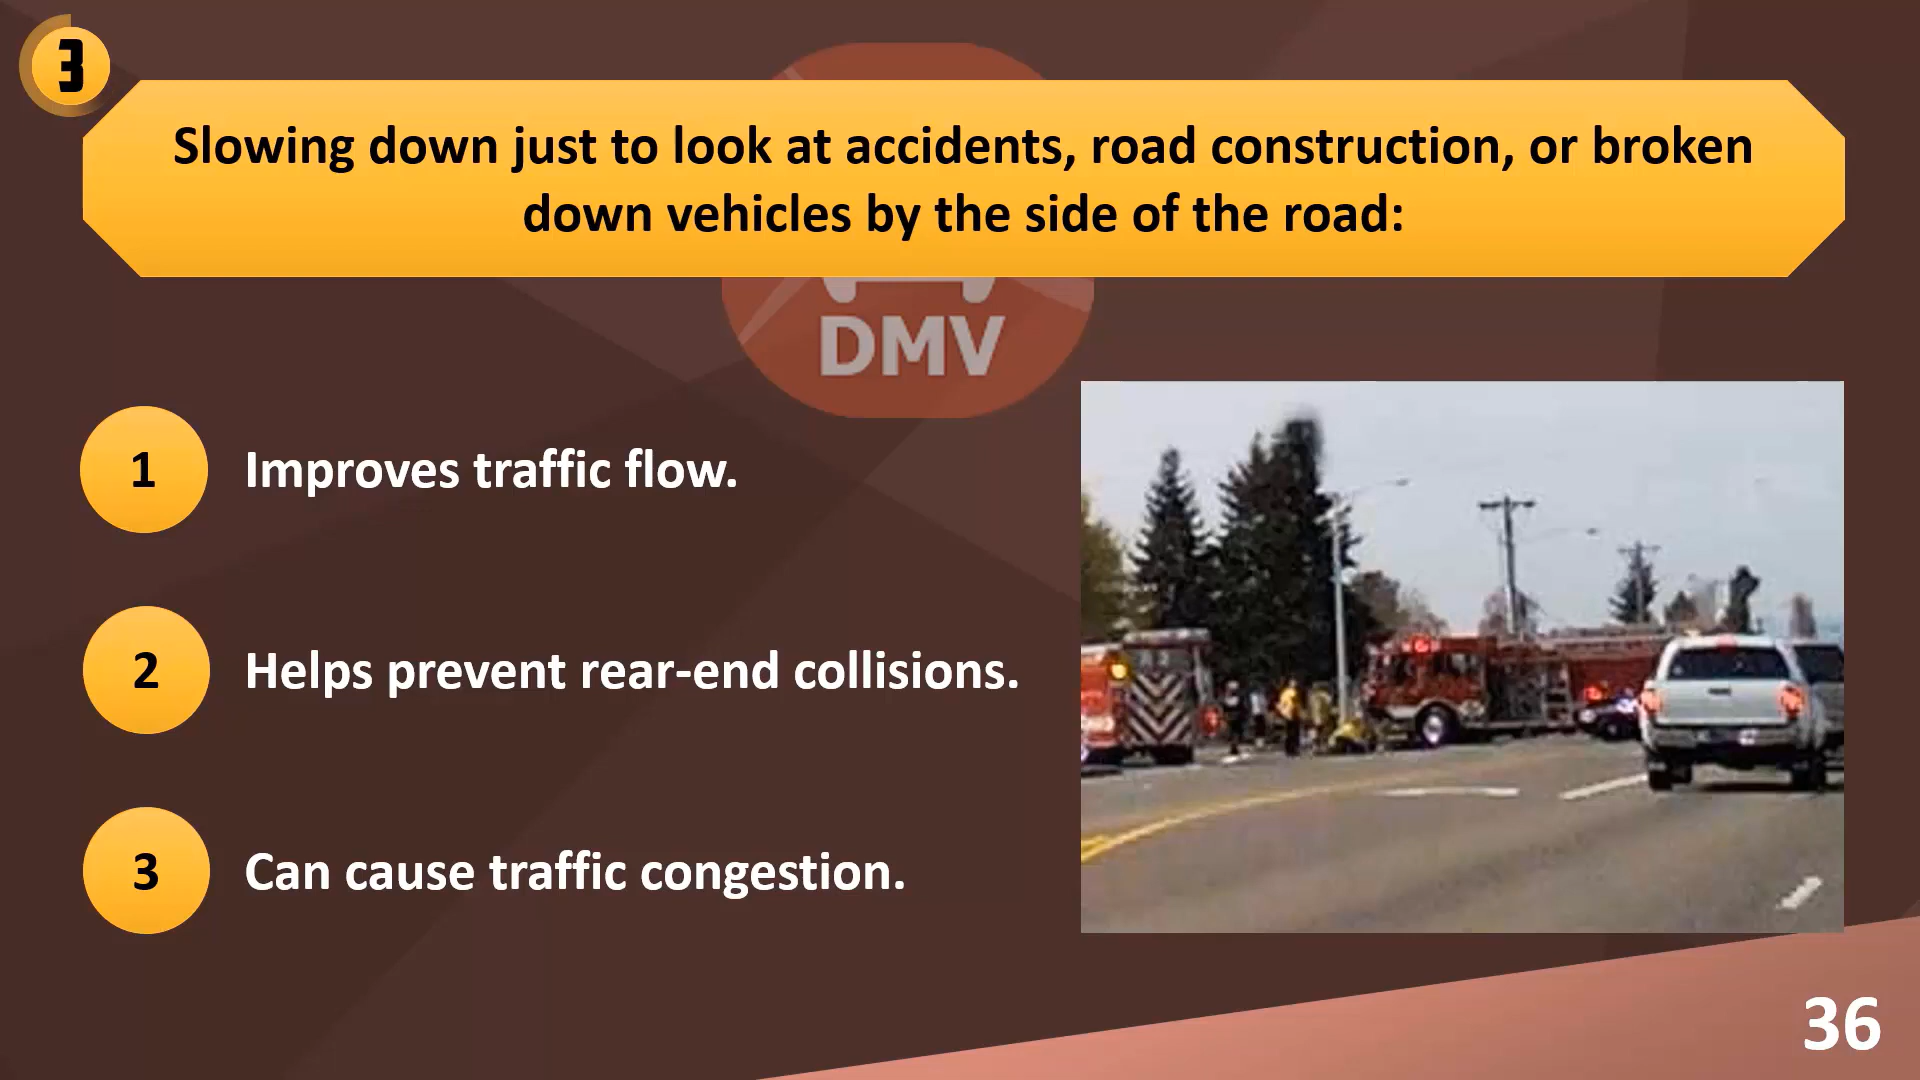 3
Slowing down just to look at accidents, road construction, or broken
down vehicles by the side of the road:
DMV
1 Improves traffic flow.
2 Helps prevent rear-end collisions.
3 Can cause traffic congestion.
36